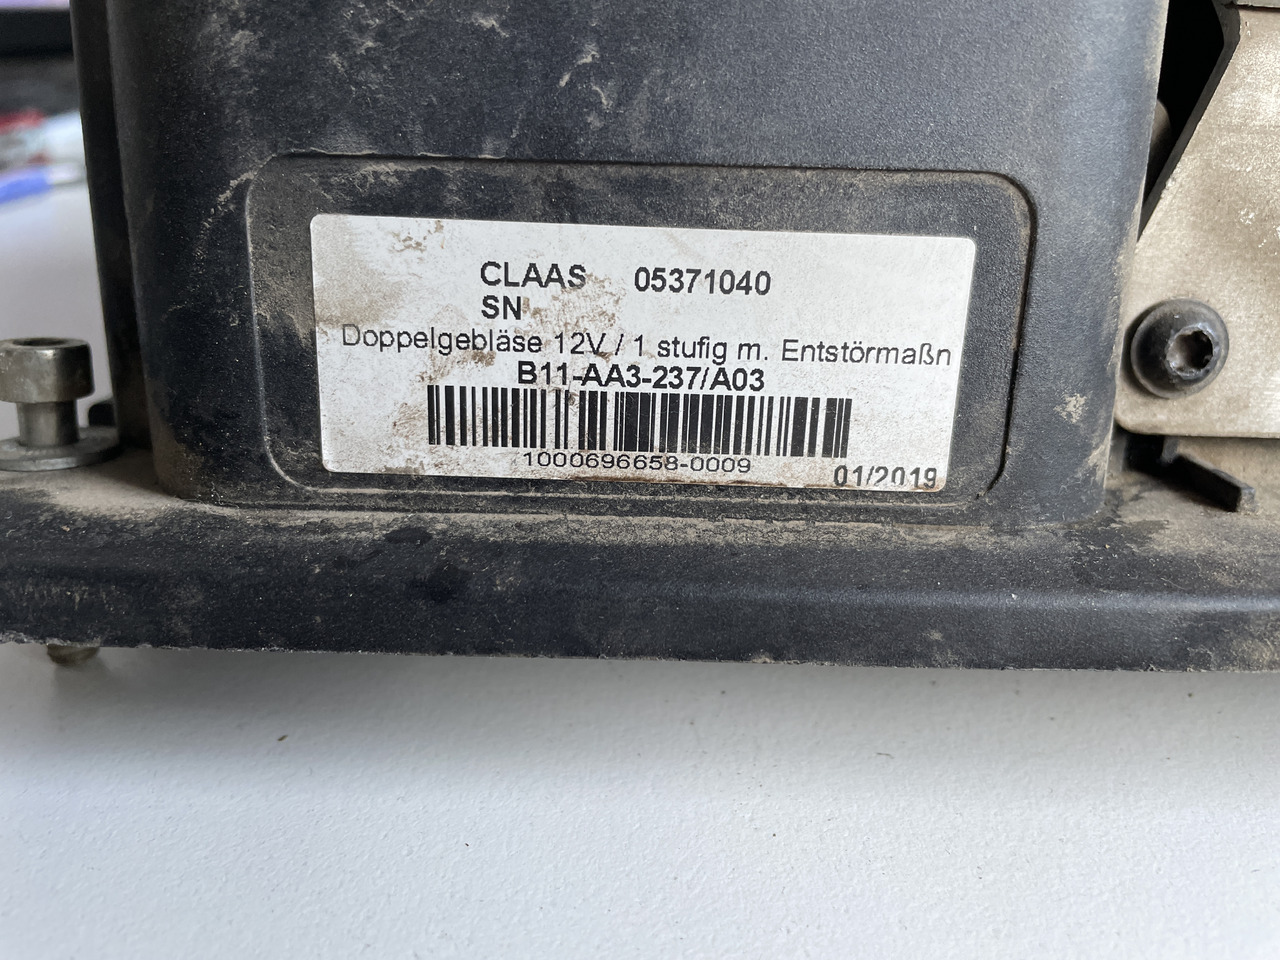 CLAAS 05371040
SN
Doppelgebläse 12V / 1 stufig m. Entstörmaßn
B11-AA3-237/A03
1000696658-0009
01/2019